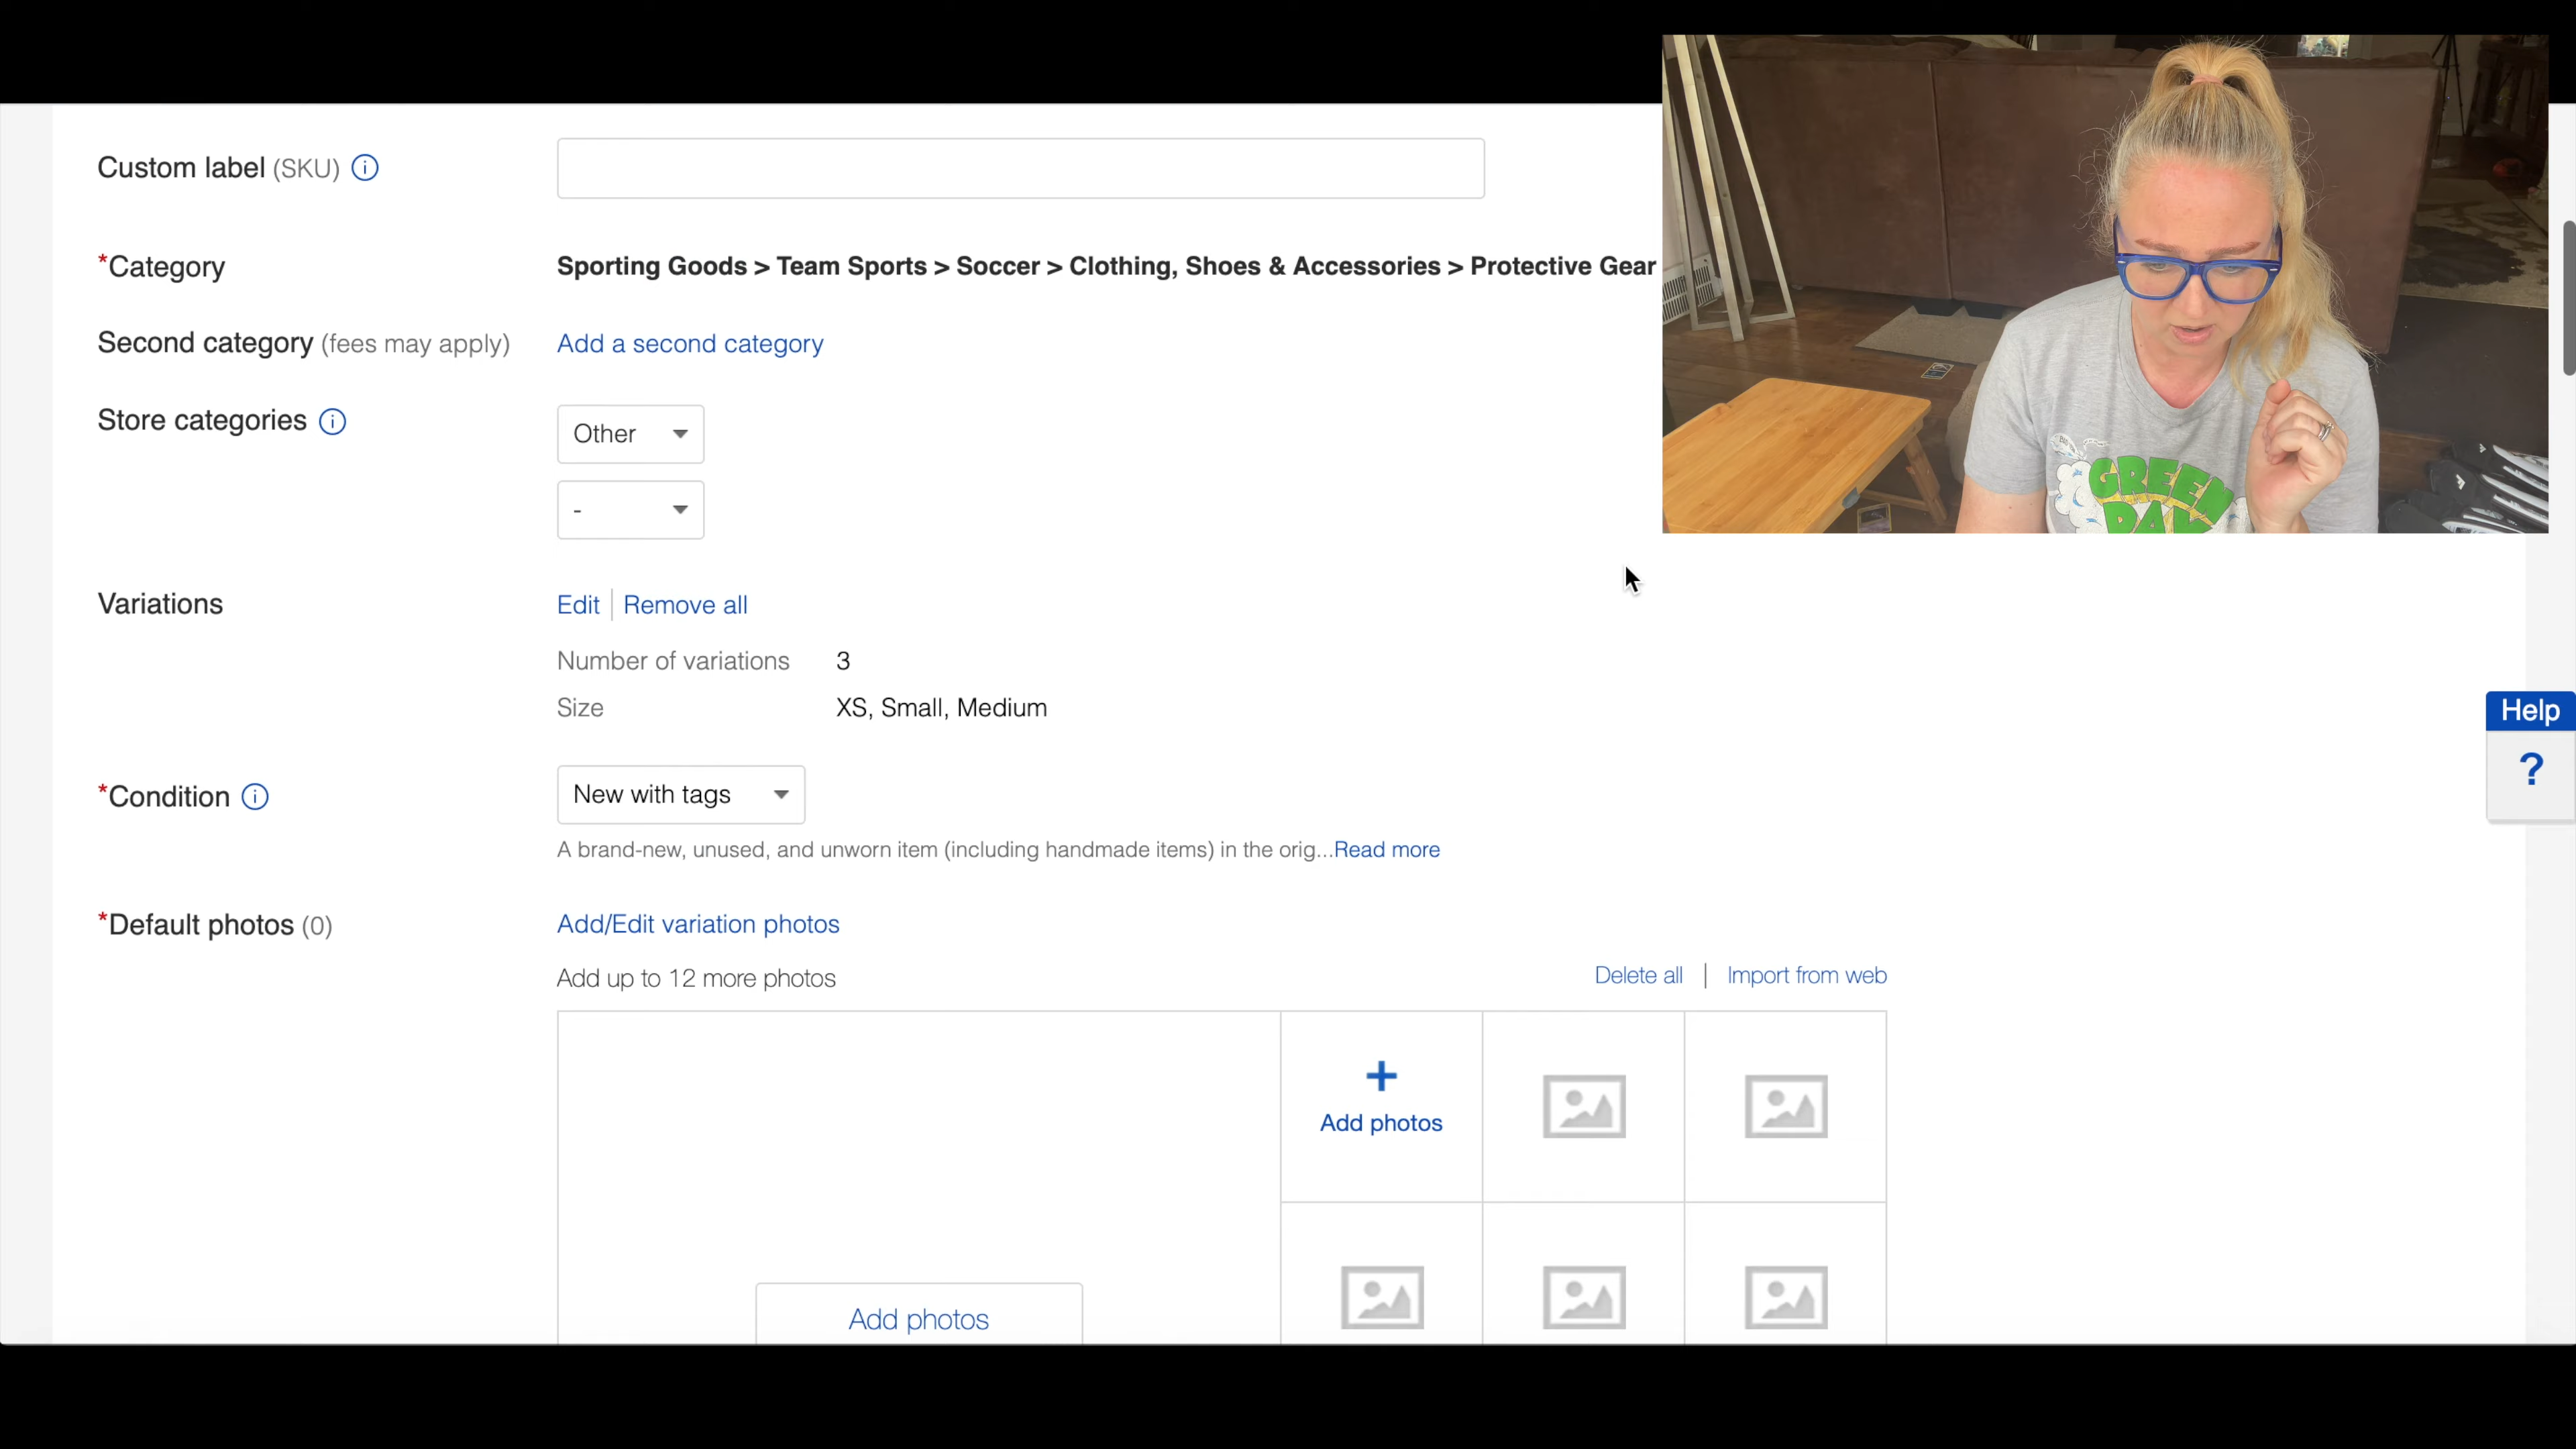 Custom label (SKU)
*Category
Sporting Goods > Team Sports > Soccer > Clothing, Shoes & Accessories > Protective Gear
Second category (fees may apply)
Add a second category
Store categories
Other
-
Variations
Edit | Remove all
Number of variations 3
Size XS, Small, Medium
*Condition
New with tags
A brand-new, unused, and unworn item (including handmade items) in the orig...Read more
*Default photos (0)
Add/Edit variation photos
Add up to 12 more photos
Delete all | Import from web
+
Add photos
Add photos
Help
?
GREEN
DAY